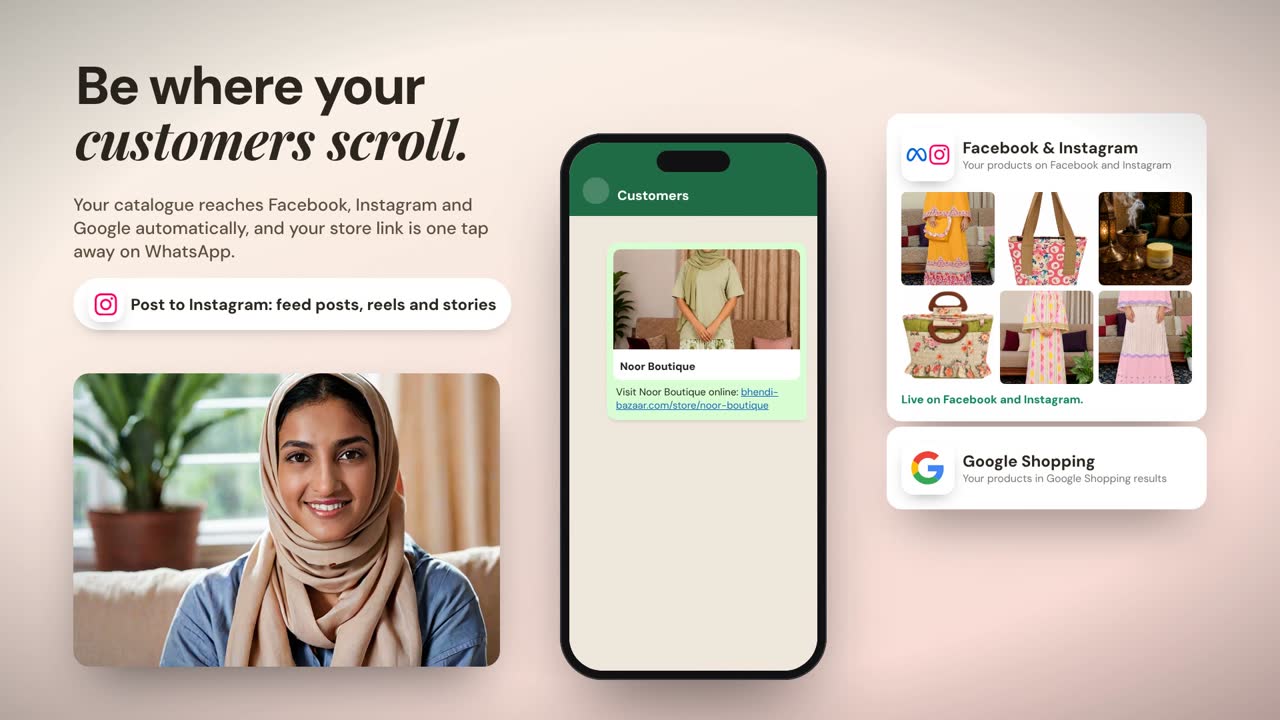 Be where your
customers scroll.
Your catalogue reaches Facebook, Instagram and
Google automatically, and your store link is one tap
away on WhatsApp.
Post to Instagram: feed posts, reels and stories
Customers
Noor Boutique
Visit Noor Boutique online: bhendi-
bazaar.com/store/noor-boutique
Facebook & Instagram
Your products on Facebook and Instagram
Live on Facebook and Instagram.
Google Shopping
Your products in Google Shopping results